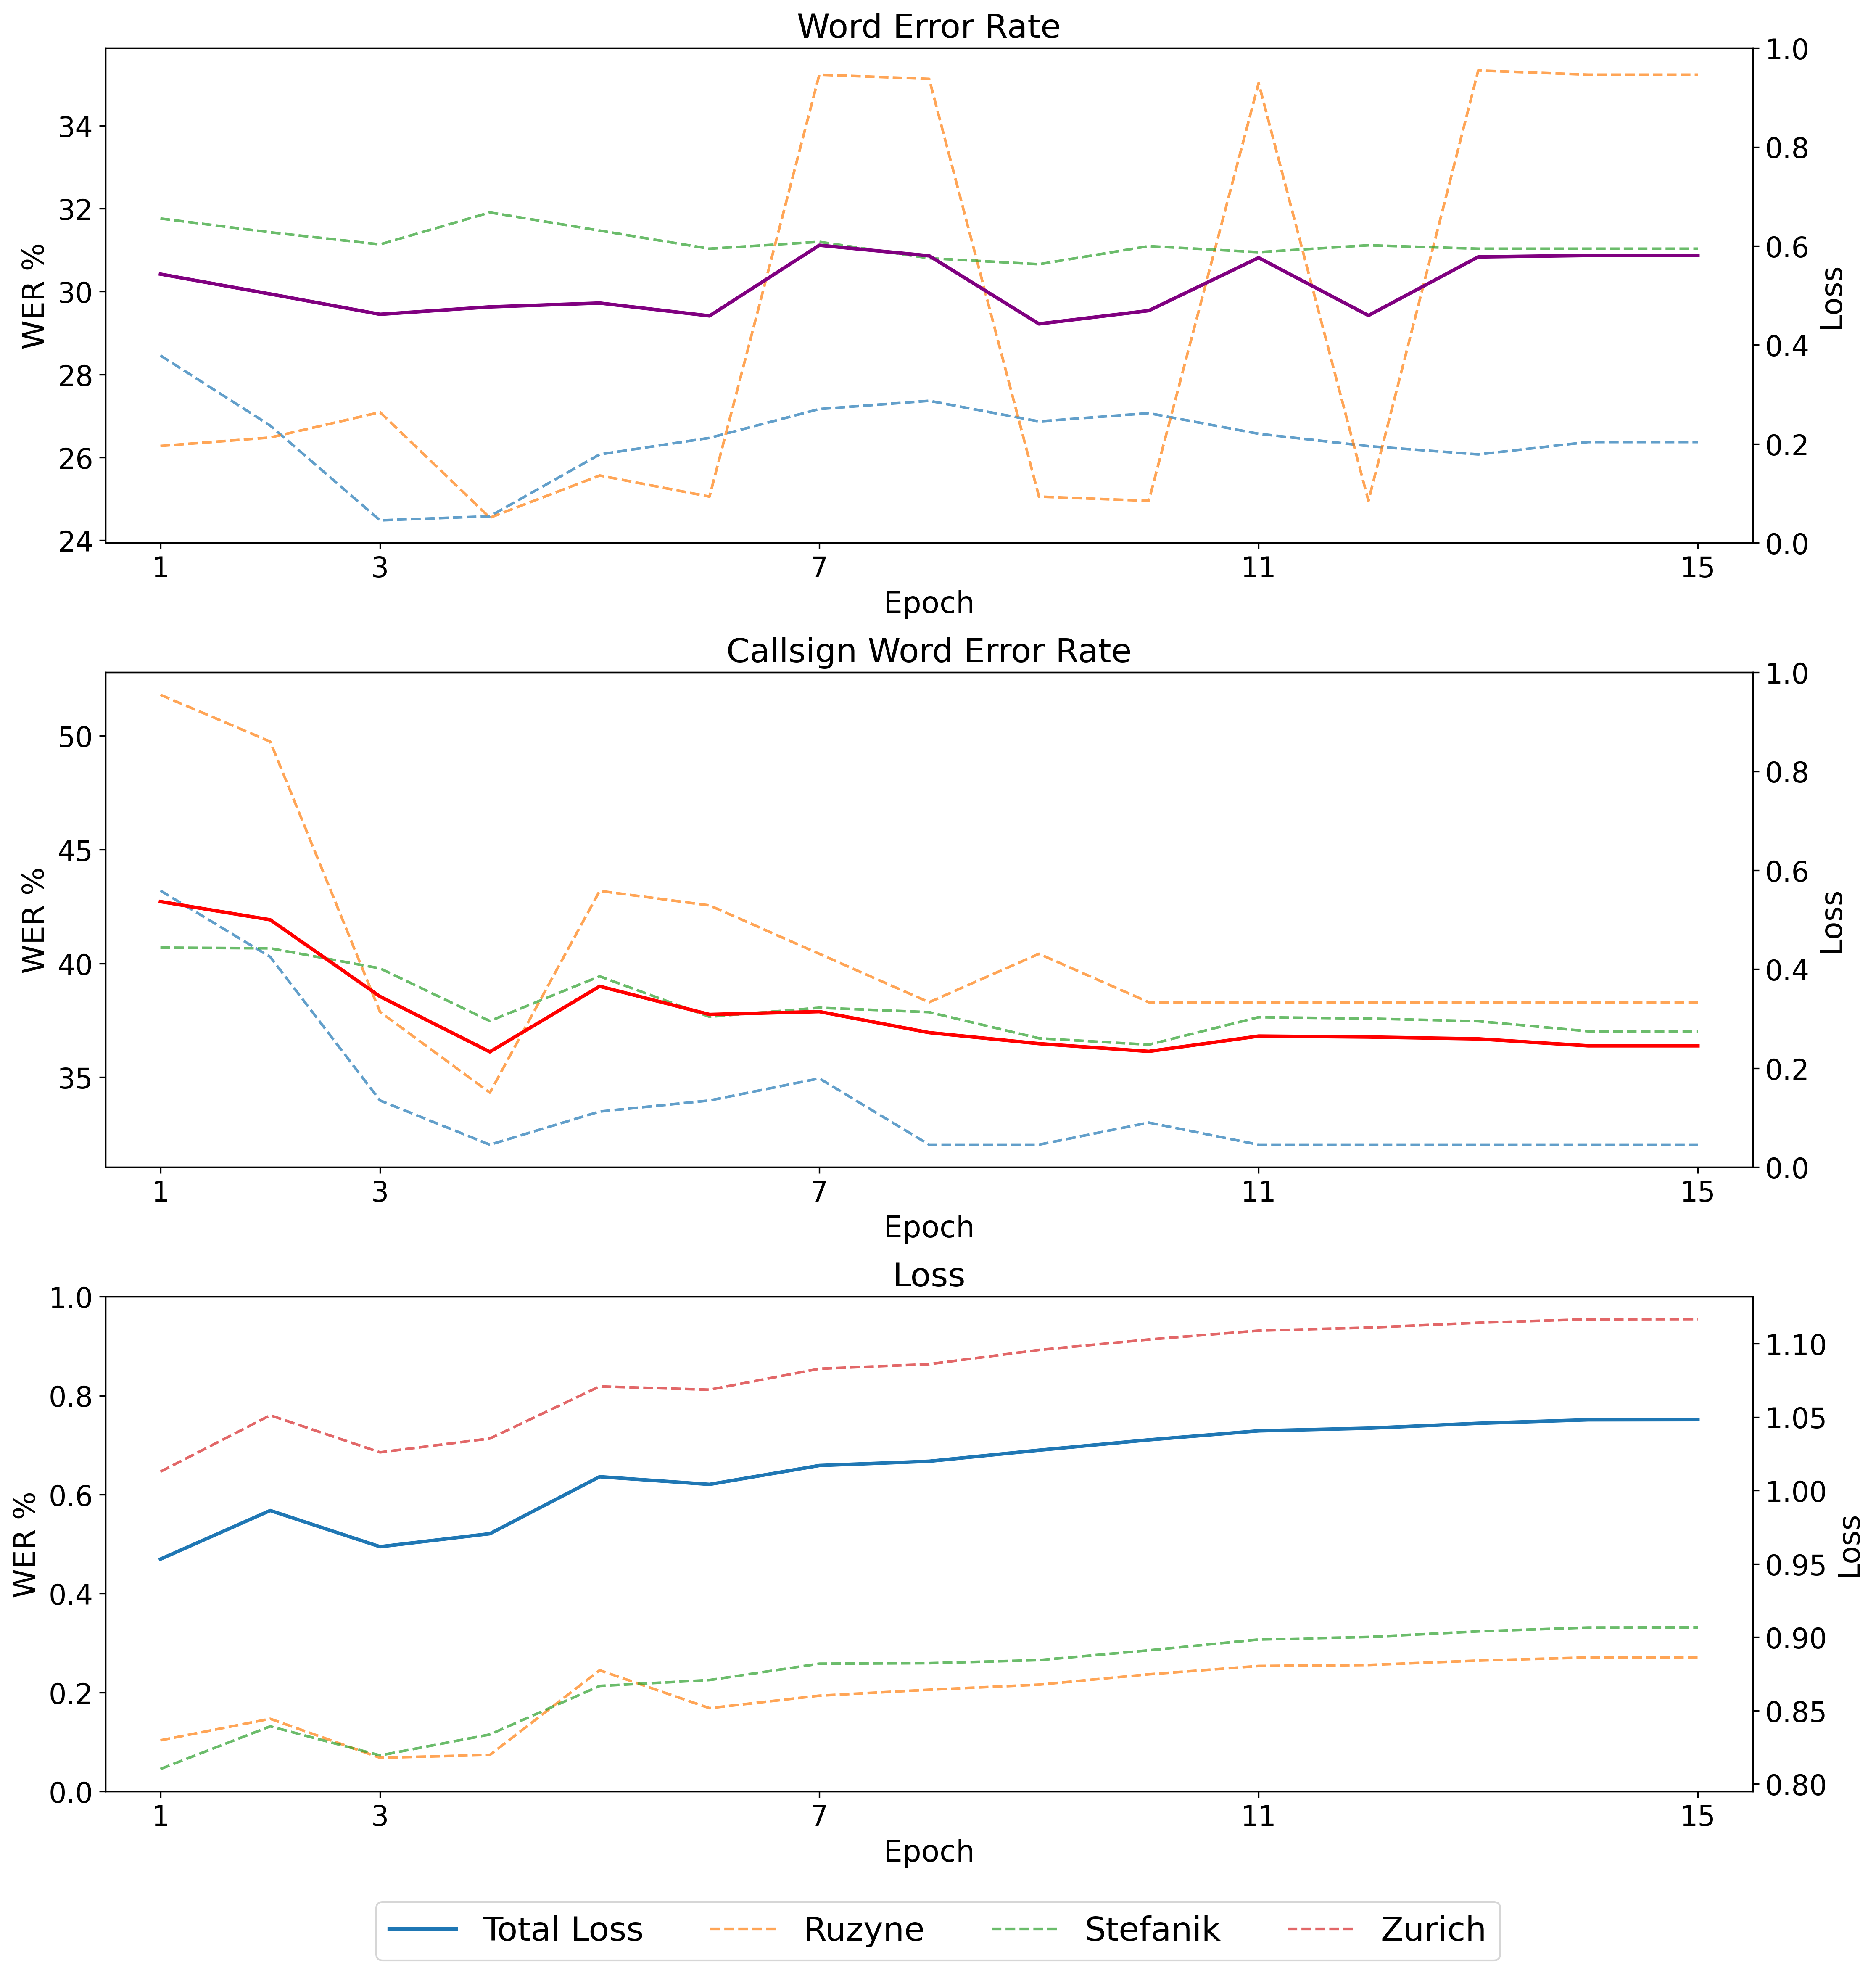 Word Error Rate
34
32
30
28
26
24
WER %
1.0
0.8
0.6
0.4
0.2
0.0
Loss
1 3 7 11 15
Epoch
Callsign Word Error Rate
50
45
40
35
WER %
1.0
0.8
0.6
0.4
0.2
0.0
Loss
1 3 7 11 15
Epoch
Loss
1.0
0.8
0.6
0.4
0.2
0.0
WER %
1.10
1.05
1.00
0.95
0.90
0.85
0.80
Loss
1 3 7 11 15
Epoch
Total Loss Ruzyne Stefanik Zurich